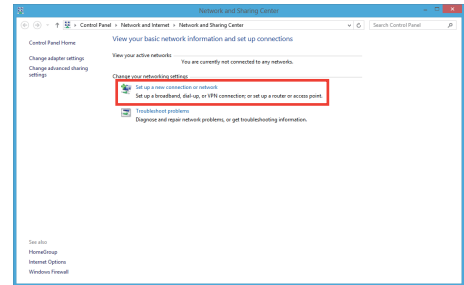 Network and Sharing Center
Control Panel > Network and Internet > Network and Sharing Center
Search Control Panel
Control Panel Home
Change adapter settings
Change advanced sharing
settings
View your basic network information and set up connections
View your active networks
You are currently not connected to any networks.
Change your networking settings
Set up a new connection or network
Set up a broadband, dial-up, or VPN connection; or set up a router or access point.
Troubleshoot problems
Diagnose and repair network problems, or get troubleshooting information.
See also
HomeGroup
Internet Options
Windows Firewall